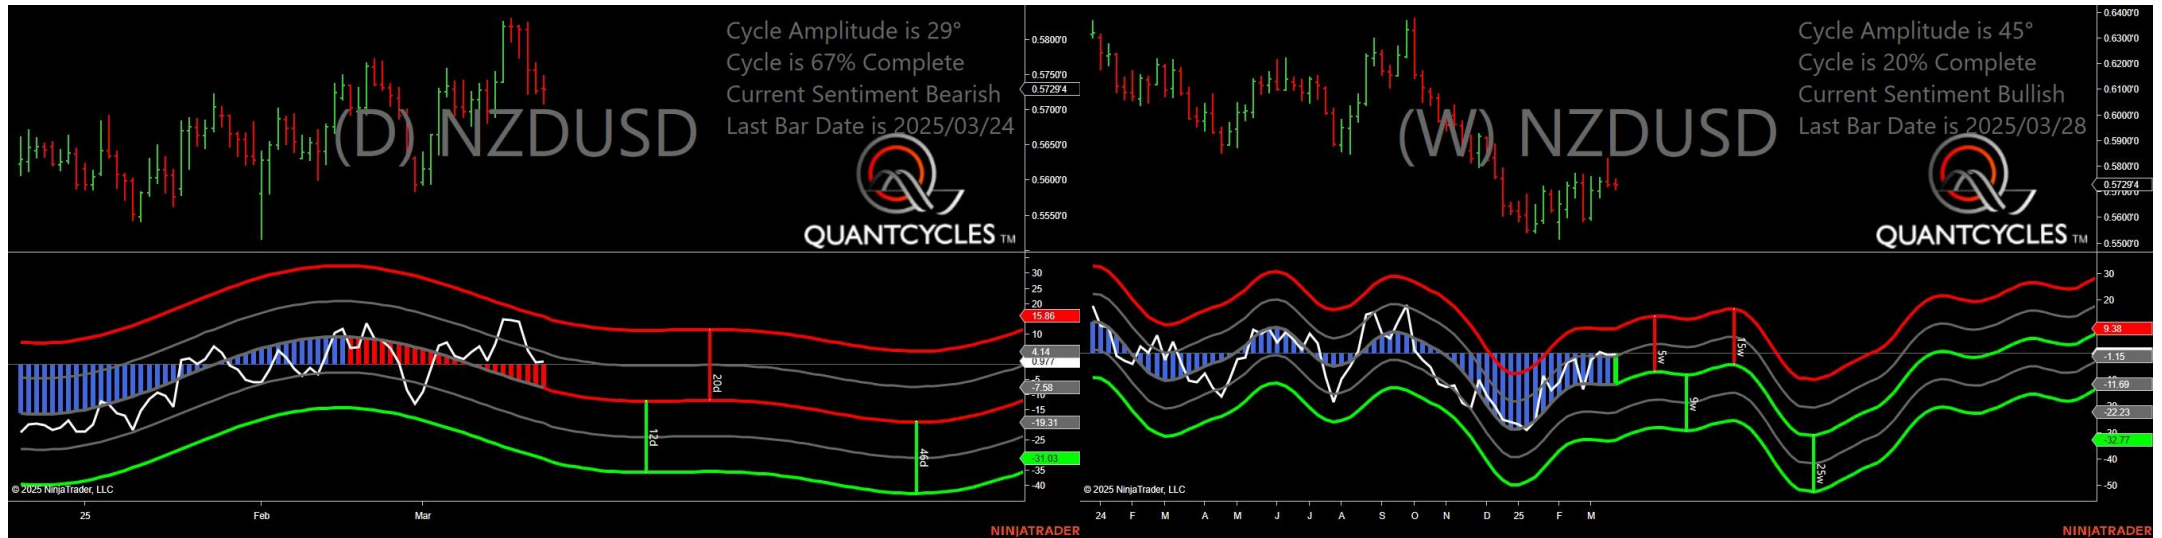 Cycle Amplitude is 29°
Cycle is 67% Complete
Current Sentiment Bearish
Last Bar Date is 2025/03/24
(D) NZDUSD
QUANTCYCLES TM
0.5800'0
0.5750'0
0.5729'4
0.5700'0
0.5650'0
0.5600'0
0.5550'0
30
25
20
15.86
10
4.14
0.977
-5
-7.58
-10
-15
-19.31
-25
-31.03
-35
-40
20d
12d
46d
© 2025 NinjaTrader, LLC
25 Feb Mar
NINJATRADER
Cycle Amplitude is 45°
Cycle is 20% Complete
Current Sentiment Bullish
Last Bar Date is 2025/03/28
(W) NZDUSD
QUANTCYCLES TM
0.6400'0
0.6300'0
0.6200'0
0.6100'0
0.6000'0
0.5900'0
0.5800'0
0.5729'4
0.5700'0
0.5600'0
0.5500'0
30
20
9.38
-1.15
-11.69
-22.23
-32.77
-40
-50
5w
15w
9w
25w
© 2025 NinjaTrader, LLC
24 F M A M J J A S O N D 25 F M
NINJATRADER